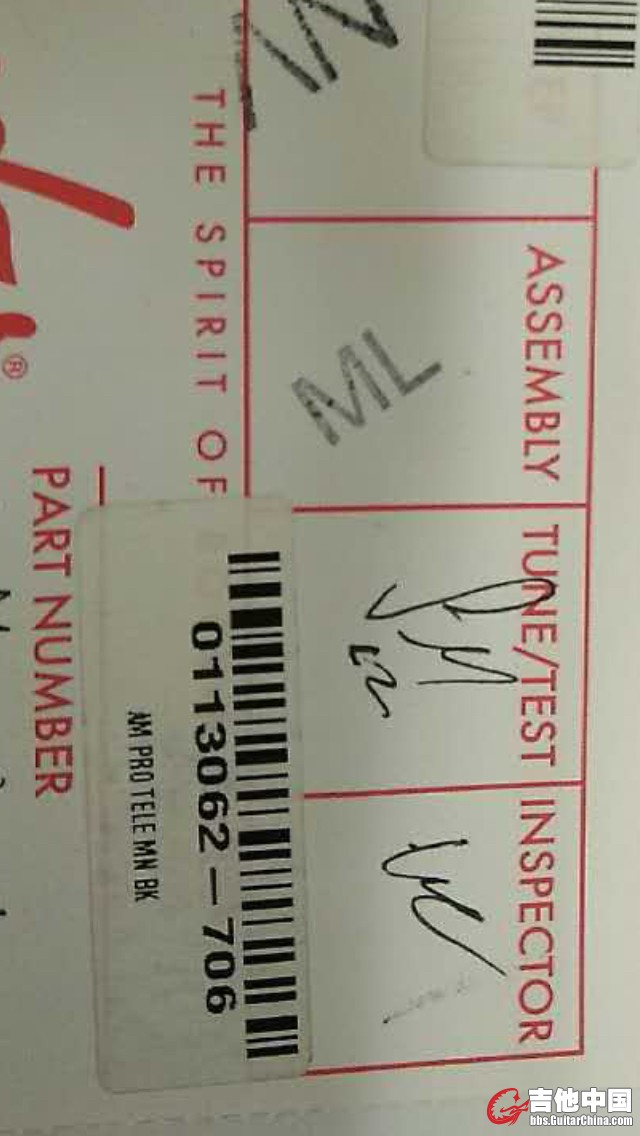 ASSEMBLY
TUNE/TEST
INSPECTOR
ML
THE SPIRIT OF
0113062-706
AM PRO TELE MN BK
PART NUMBER
®
吉他中国
bbs.GuitarChina.com